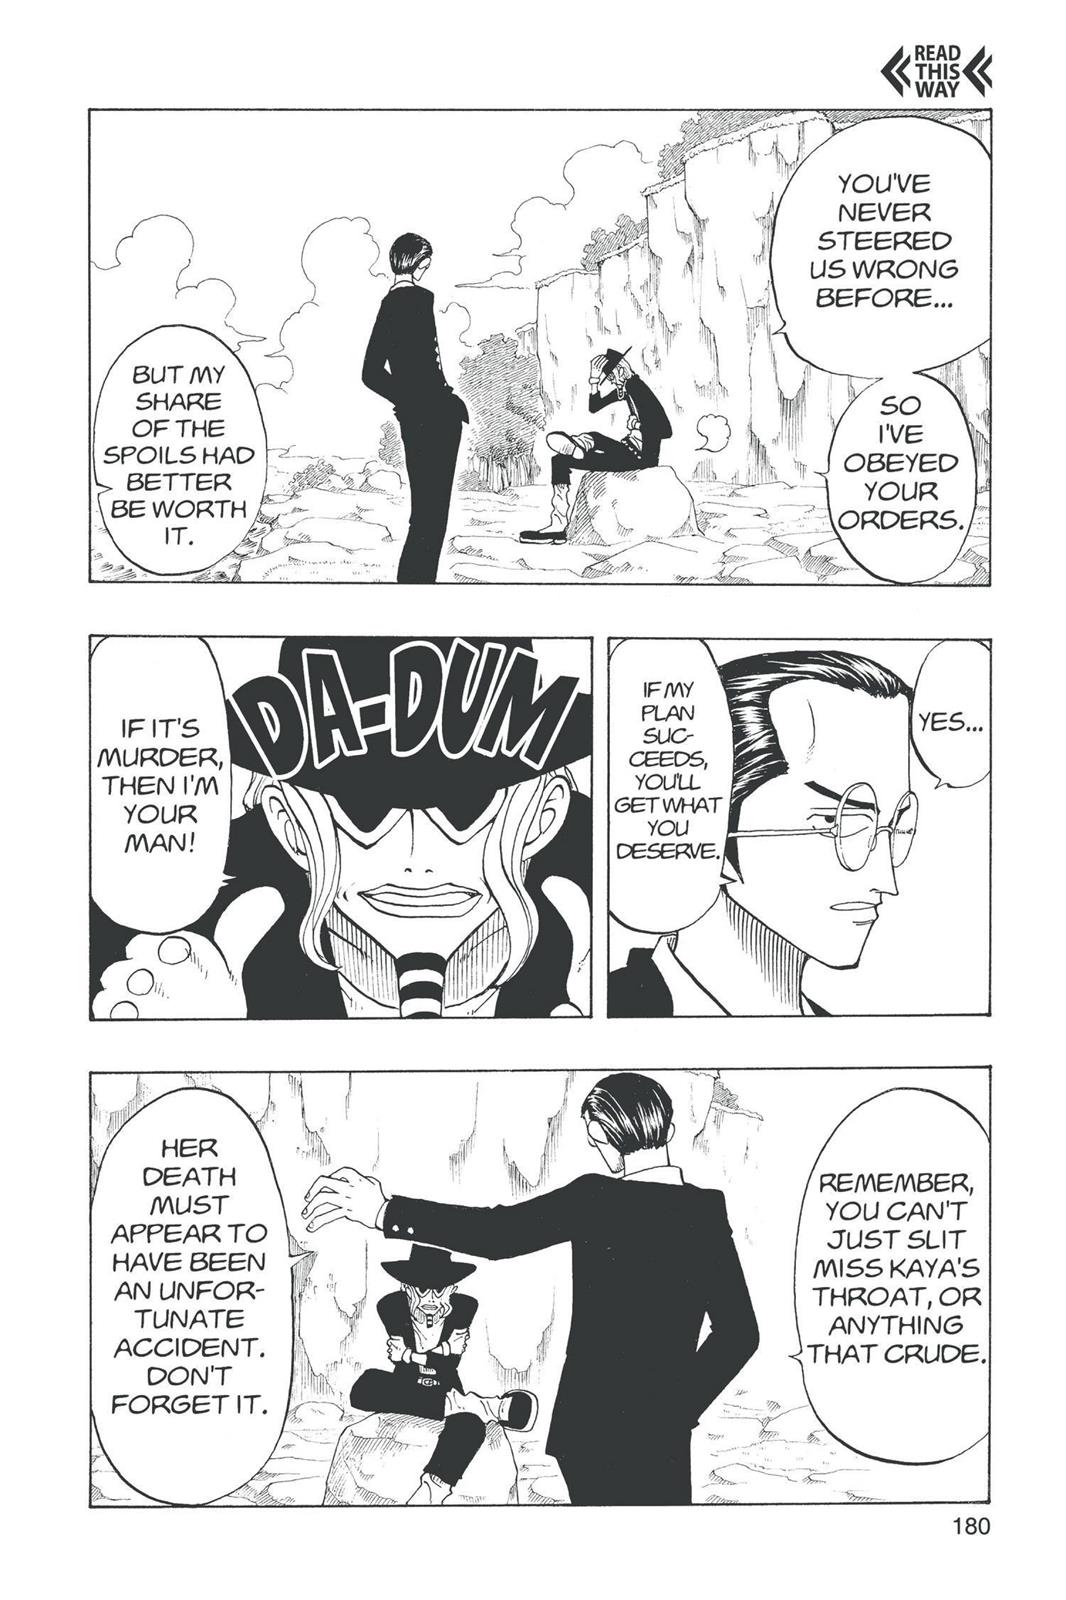 READ
THIS
WAY
YOU'VE
NEVER
STEERED
US WRONG
BEFORE...
SO
I'VE
OBEYED
YOUR
ORDERS.
BUT MY
SHARE
OF THE
SPOILS HAD
BETTER
BE WORTH
IT.
YES...
IF MY
PLAN
SUC-
CEEDS,
YOU'LL
GET WHAT
YOU
DESERVE.
DA-DUM
IF IT'S
MURDER,
THEN I'M
YOUR
MAN!
REMEMBER,
YOU CAN'T
JUST SLIT
MISS KAYA'S
THROAT, OR
ANYTHING
THAT CRUDE.
HER
DEATH
MUST
APPEAR TO
HAVE BEEN
AN UNFOR-
TUNATE
ACCIDENT.
DON'T
FORGET IT.
180